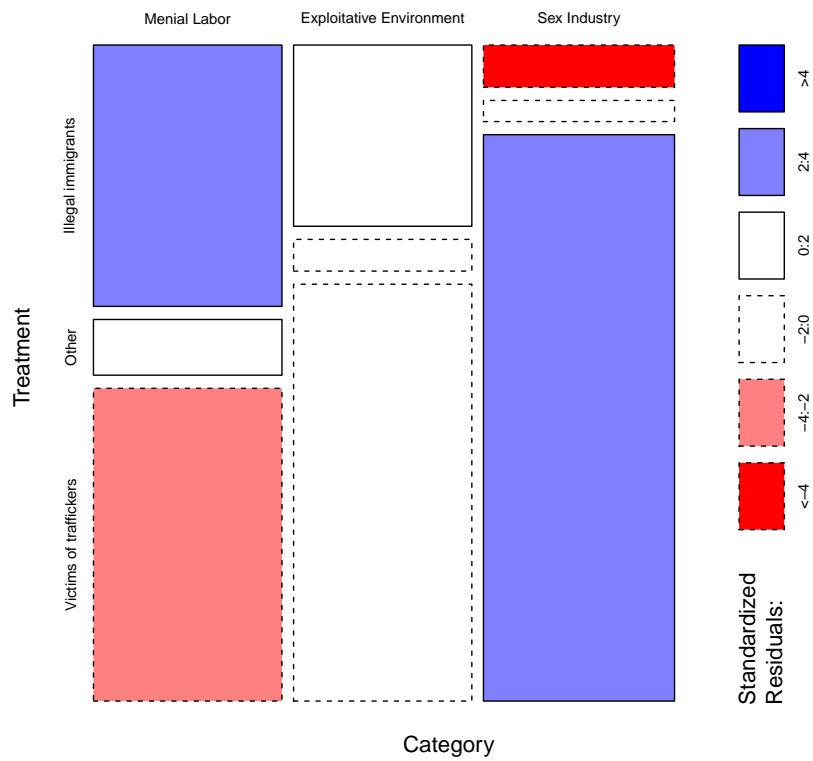 Menial Labor
Exploitative Environment
Sex Industry
Treatment
Illegal immigrants
Other
Victims of traffickers
Category
Standardized
Residuals:
<−4
−4:−2
−2:0
0:2
2:4
>4